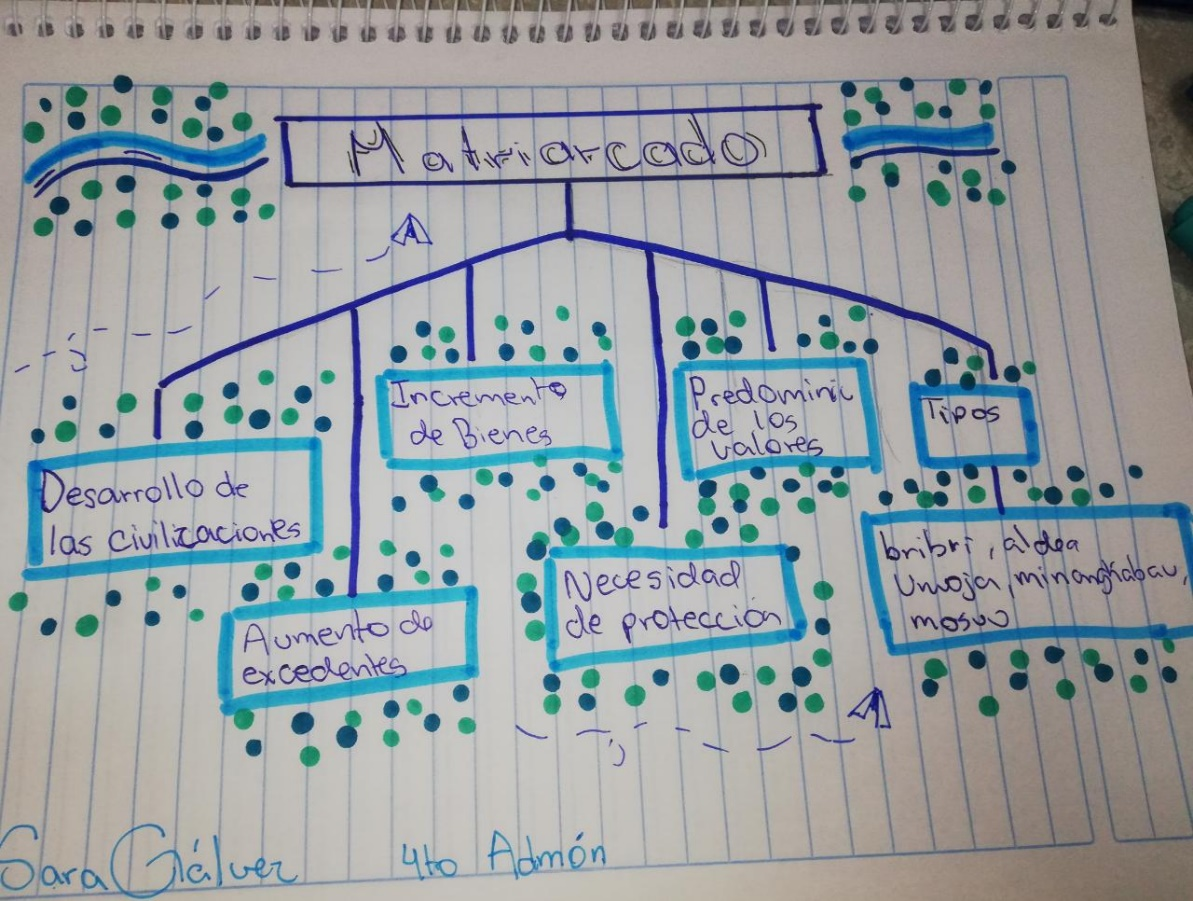 Matriarcado
Desarrollo de
las civilizaciones
Aumento de
excedentes
Incremento
de Bienes
Necesidad
de protección
Predominic
de los
valores
Tipos
bribri, aldea
Umoja, minangkabau,
mosuo
Sara Gálvez 4to Admón